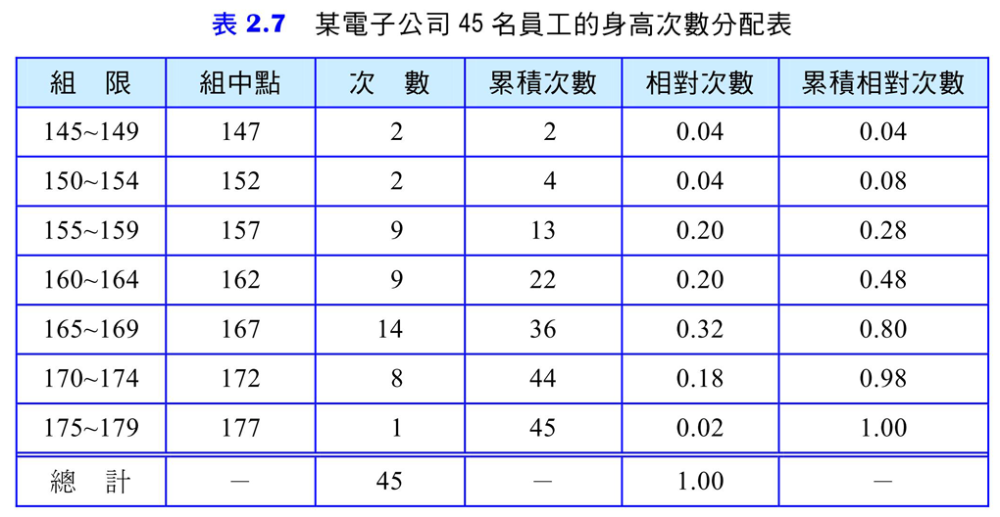 表 2.7 某電子公司 45 名員工的身高次數分配表
組 限 組中點 次 數 累積次數 相對次數 累積相對次數
145~149 147 2 2 0.04 0.04
150~154 152 2 4 0.04 0.08
155~159 157 9 13 0.20 0.28
160~164 162 9 22 0.20 0.48
165~169 167 14 36 0.32 0.80
170~174 172 8 44 0.18 0.98
175~179 177 1 45 0.02 1.00
總 計 － 45 － 1.00 －